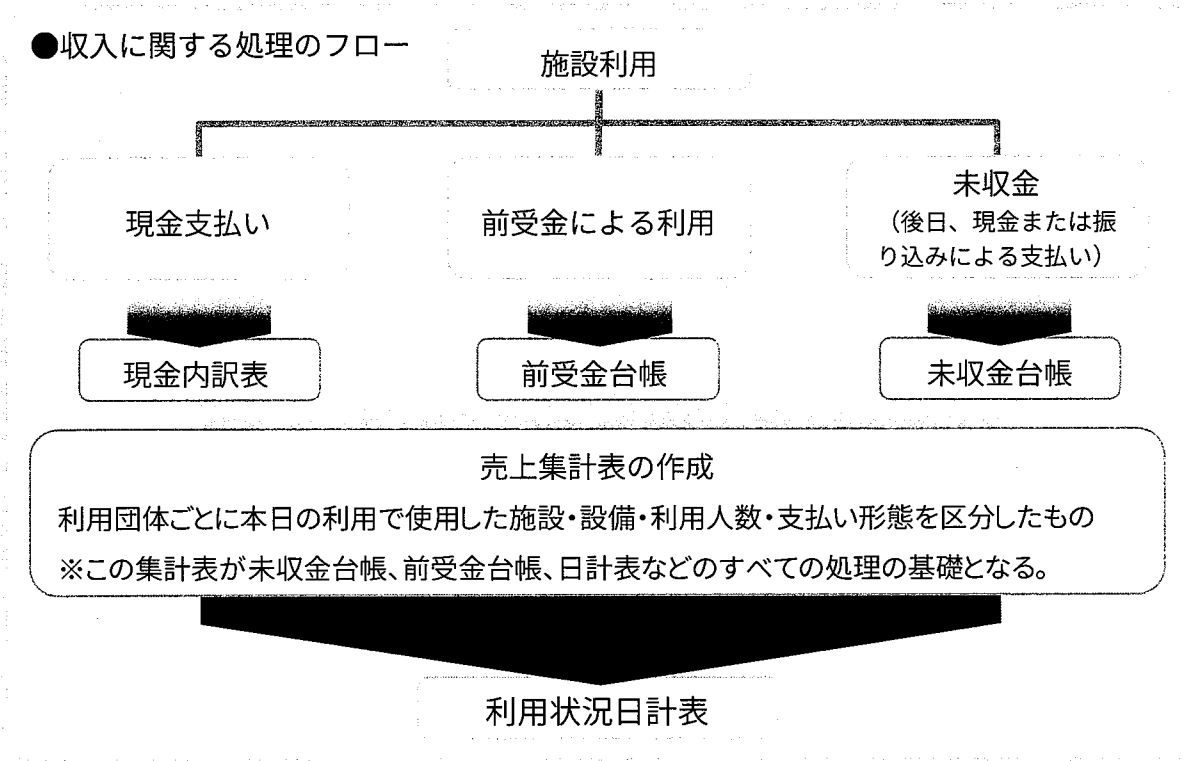 ●収入に関する処理のフロー
施設利用
現金支払い
前受金による利用
未収金
（後日、現金または振
り込みによる支払い）
現金内訳表
前受金台帳
未収金台帳
売上集計表の作成
利用団体ごとに本日の利用で使用した施設・設備・利用人数・支払い形態を区分したもの
※この集計表が未収金台帳、前受金台帳、日計表などのすべての処理の基礎となる。
利用状況日計表